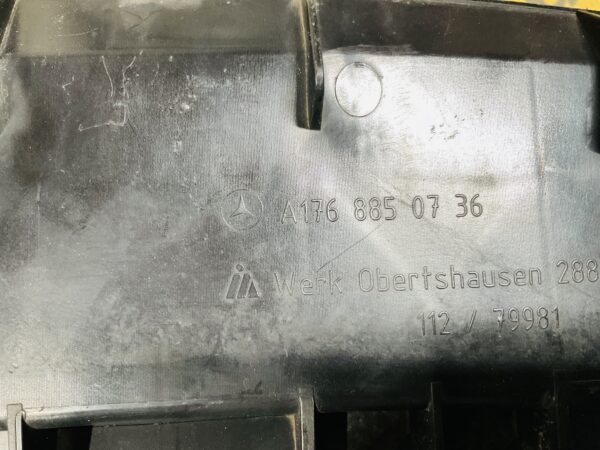 A176 885 07 36
Werk Obertshausen 288
112 / 79981